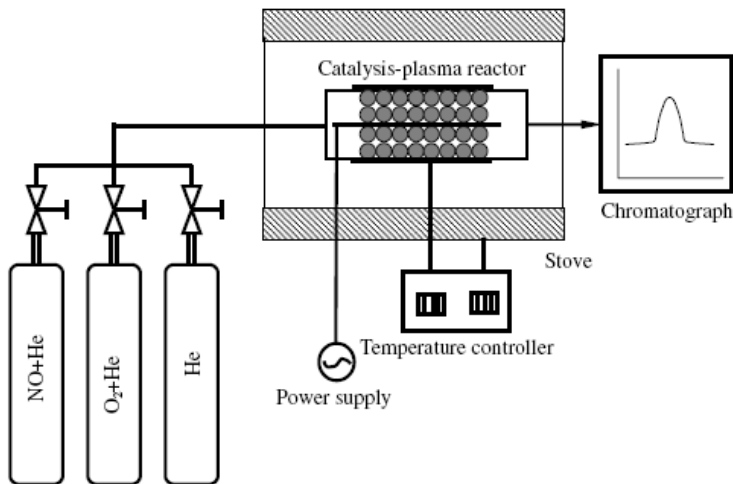 Catalysis-plasma reactor
Chromatograph
Stove
Temperature controller
Power supply
NO+He
O₂+He
He